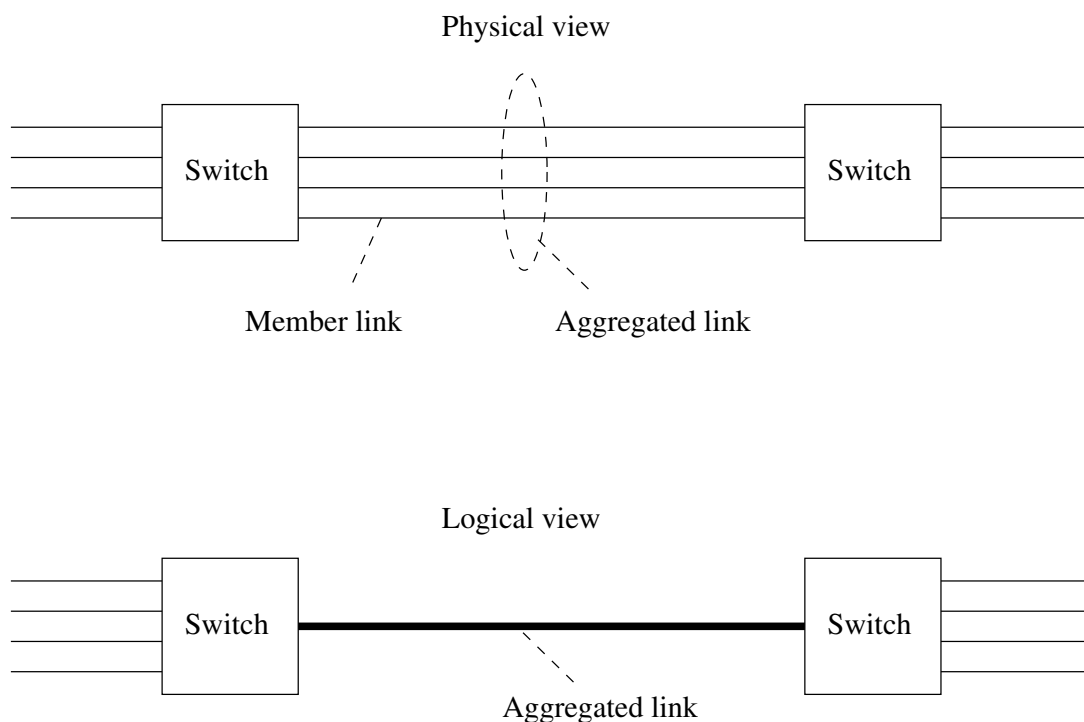 Physical view
Switch
Switch
Member link
Aggregated link
Logical view
Switch
Switch
Aggregated link